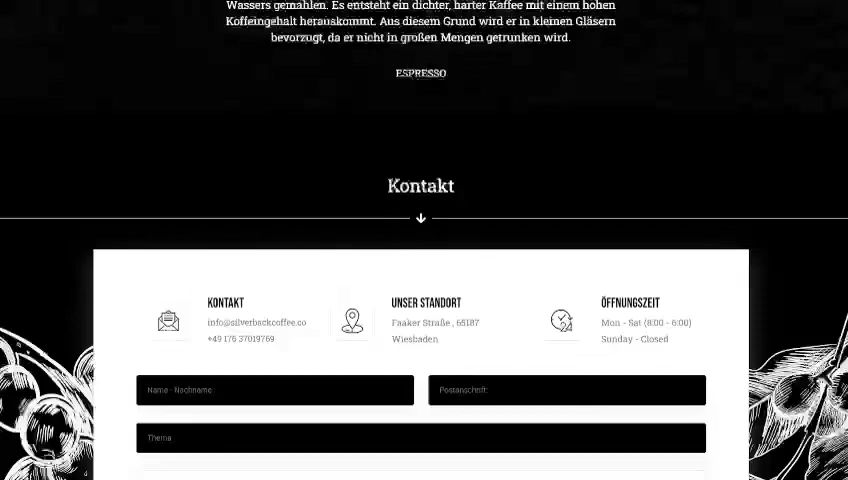 Wassers gemahlen. Es entsteht ein dichter, harter Kaffee mit einem hohen
Koffeingehalt herauskommt. Aus diesem Grund wird er in kleinen Gläsern
bevorzugt, da er nicht in großen Mengen getrunken wird.
ESPRESSO
Kontakt
KONTAKT
info@silverbackcoffee.co
+49 176 37019769
UNSER STANDORT
Faaker Straße , 65187
Wiesbaden
24
ÖFFNUNGSZEIT
Mon - Sat (8:00 - 6:00)
Sunday - Closed
Name - Nachname
Postanschrift:
Thema